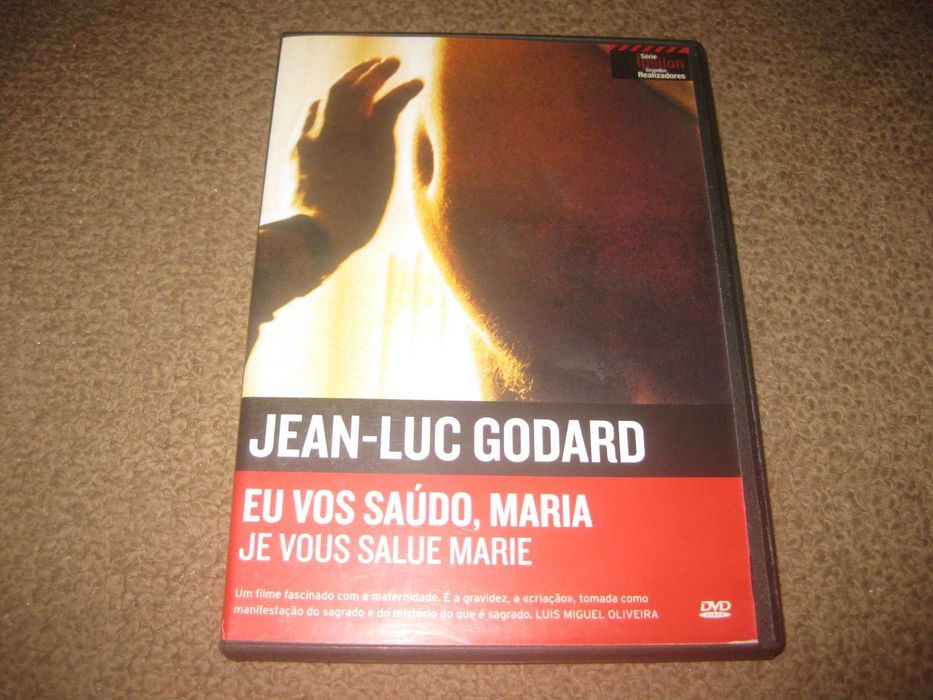 Série
Grandes
Realizadores
JEAN-LUC GODARD
EU VOS SAÚDO, MARIA
JE VOUS SALUE MARIE
Um filme fascinado com a maternidade. É a gravidez, a «criação», tomada como
manifestação do sagrado e do mistério do que é sagrado. LUIS MIGUEL OLIVEIRA
DVD
VIDEO